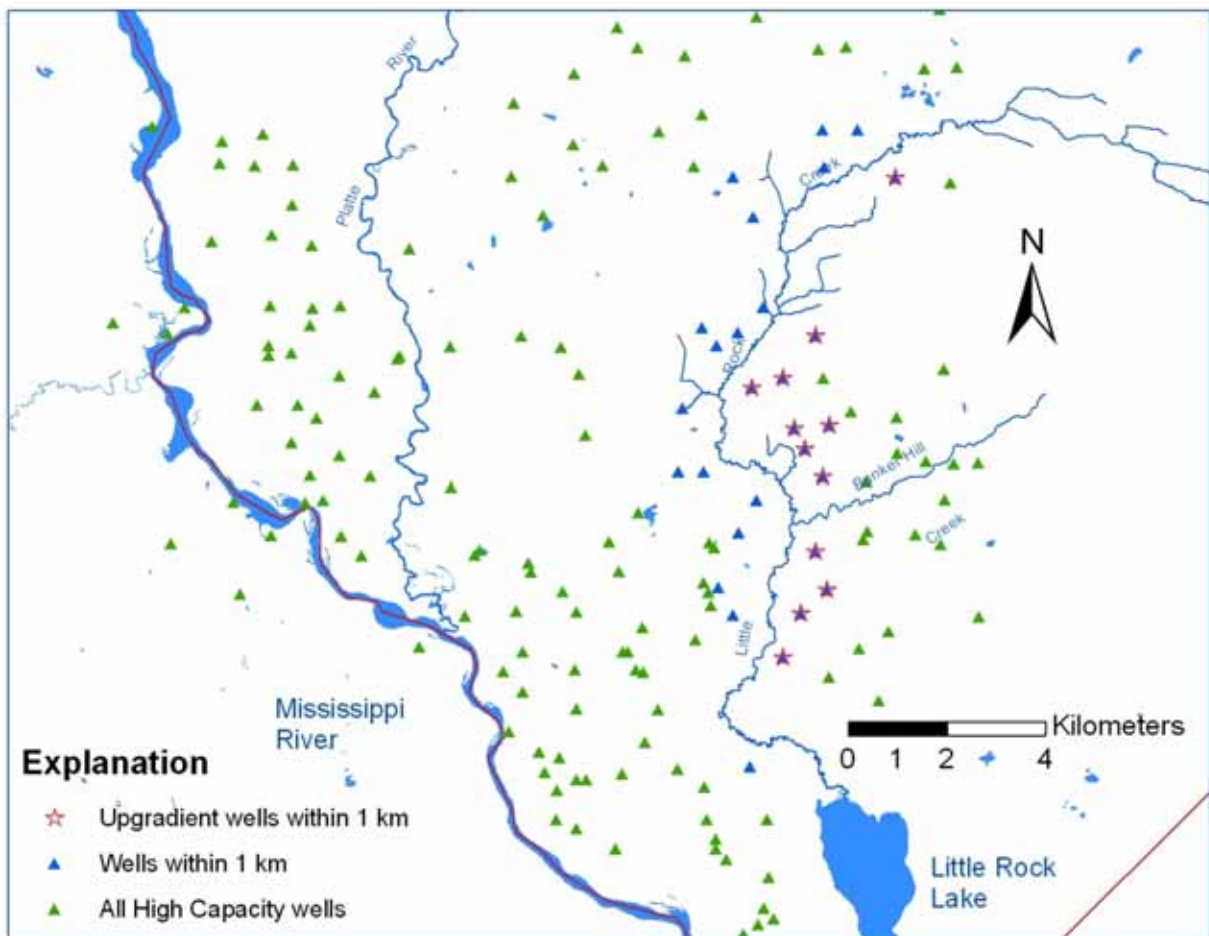 River
Platte
Creek
Rock
Bunker Hill
Creek
Little
N
Kilometers
0 1 2 4
Mississippi
River
Explanation
Upgradient wells within 1 km
Wells within 1 km
All High Capacity wells
Little Rock
Lake